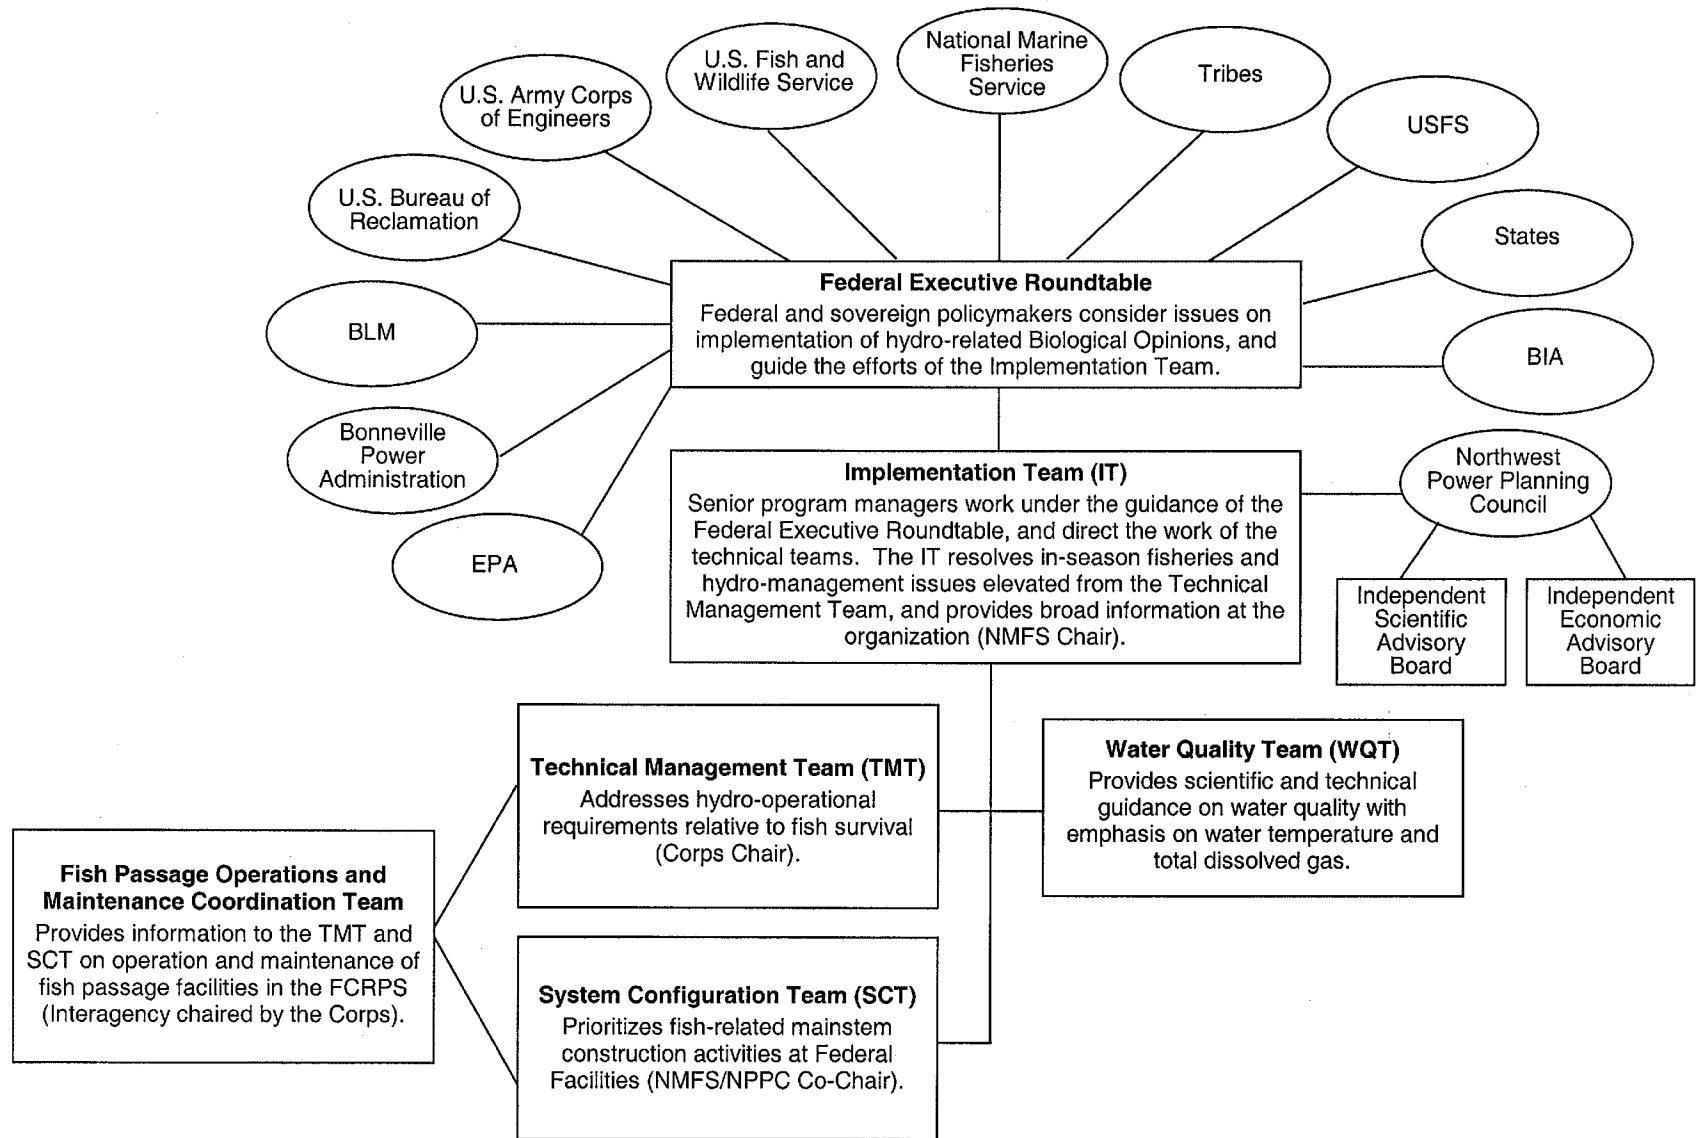 National Marine
Fisheries
Service
U.S. Fish and
Wildlife Service
Tribes
U.S. Army Corps
of Engineers
USFS
U.S. Bureau of
Reclamation
States
BLM
BIA
Bonneville
Power
Administration
EPA
Federal Executive Roundtable
Federal and sovereign policymakers consider issues on
implementation of hydro-related Biological Opinions, and
guide the efforts of the Implementation Team.
Implementation Team (IT)
Senior program managers work under the guidance of the
Federal Executive Roundtable, and direct the work of the
technical teams. The IT resolves in-season fisheries and
hydro-management issues elevated from the Technical
Management Team, and provides broad information at the
organization (NMFS Chair).
Northwest
Power Planning
Council
Independent
Scientific
Advisory
Board
Independent
Economic
Advisory
Board
Technical Management Team (TMT)
Addresses hydro-operational
requirements relative to fish survival
(Corps Chair).
Water Quality Team (WQT)
Provides scientific and technical
guidance on water quality with
emphasis on water temperature and
total dissolved gas.
Fish Passage Operations and
Maintenance Coordination Team
Provides information to the TMT and
SCT on operation and maintenance of
fish passage facilities in the FCRPS
(Interagency chaired by the Corps).
System Configuration Team (SCT)
Prioritizes fish-related mainstem
construction activities at Federal
Facilities (NMFS/NPPC Co-Chair).